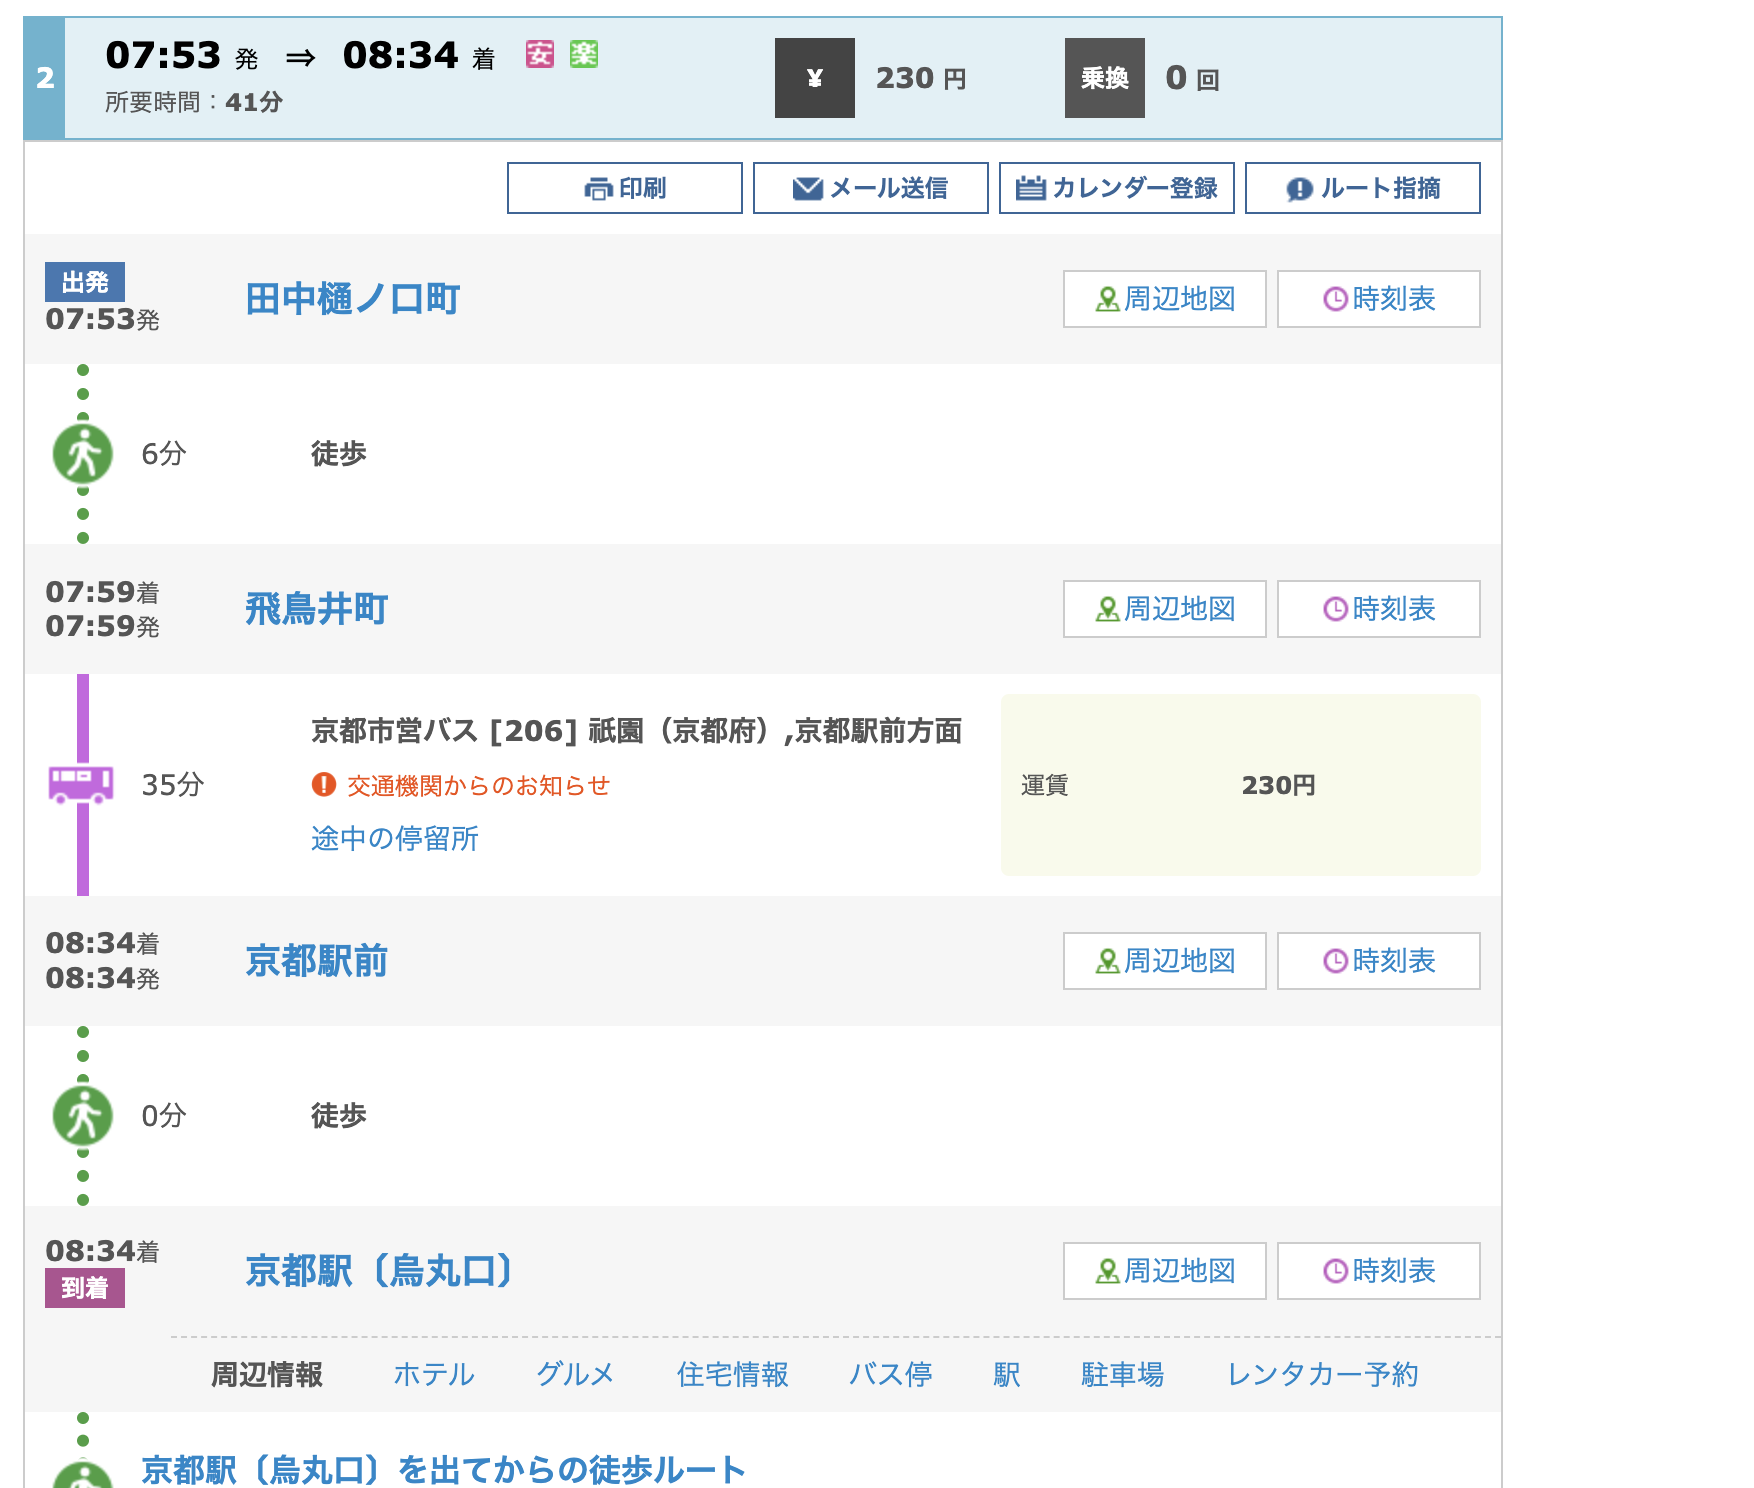 2
07:53 発 ⇒ 08:34 着 安 楽
所要時間：41分
¥ 230 円
乗換 0 回
印刷 メール送信 カレンダー登録 ルート指摘
出発
07:53発
田中樋ノ口町
周辺地図 時刻表
6分 徒歩
07:59着
07:59発
飛鳥井町
周辺地図 時刻表
35分
京都市営バス [206] 祇園（京都府）,京都駅前方面
交通機関からのお知らせ
途中の停留所
運賃 230円
08:34着
08:34発
京都駅前
周辺地図 時刻表
0分 徒歩
08:34着
到着
京都駅〔烏丸口〕
周辺地図 時刻表
周辺情報 ホテル グルメ 住宅情報 バス停 駅 駐車場 レンタカー予約
京都駅〔烏丸口〕を出てからの徒歩ルート